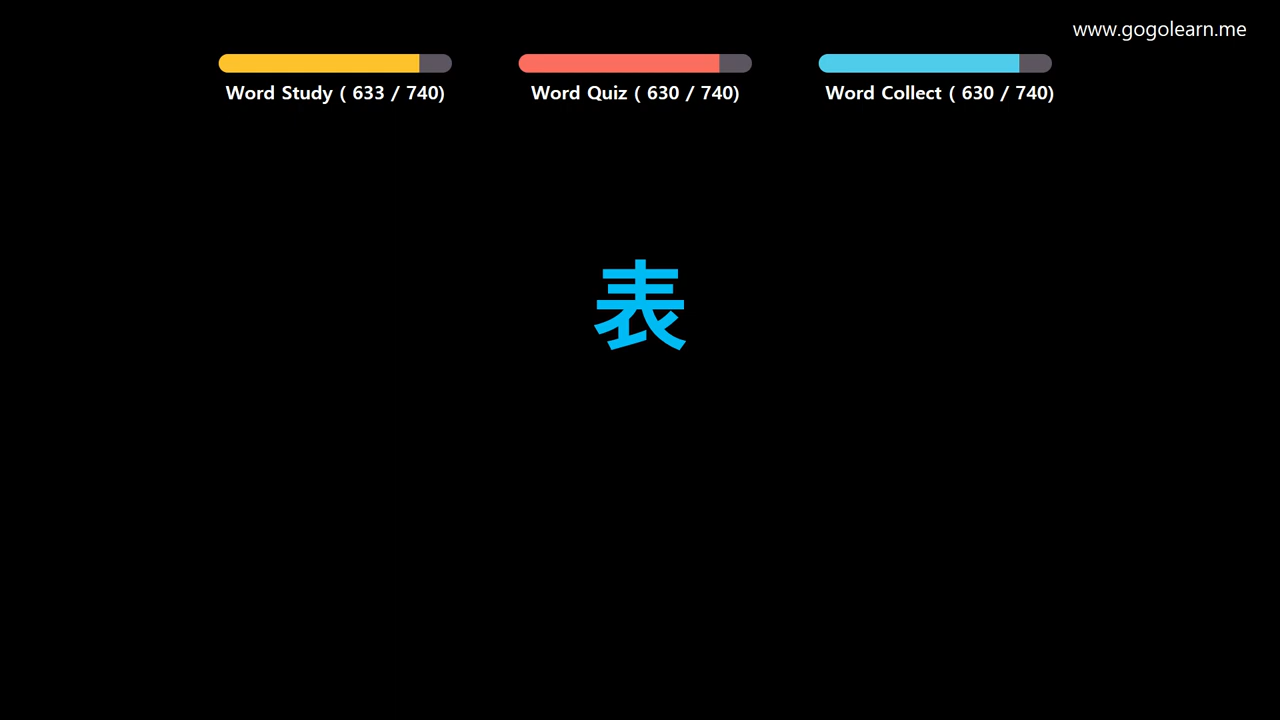 www.gogolearn.me
Word Study ( 633 / 740)
Word Quiz ( 630 / 740)
Word Collect ( 630 / 740)
表